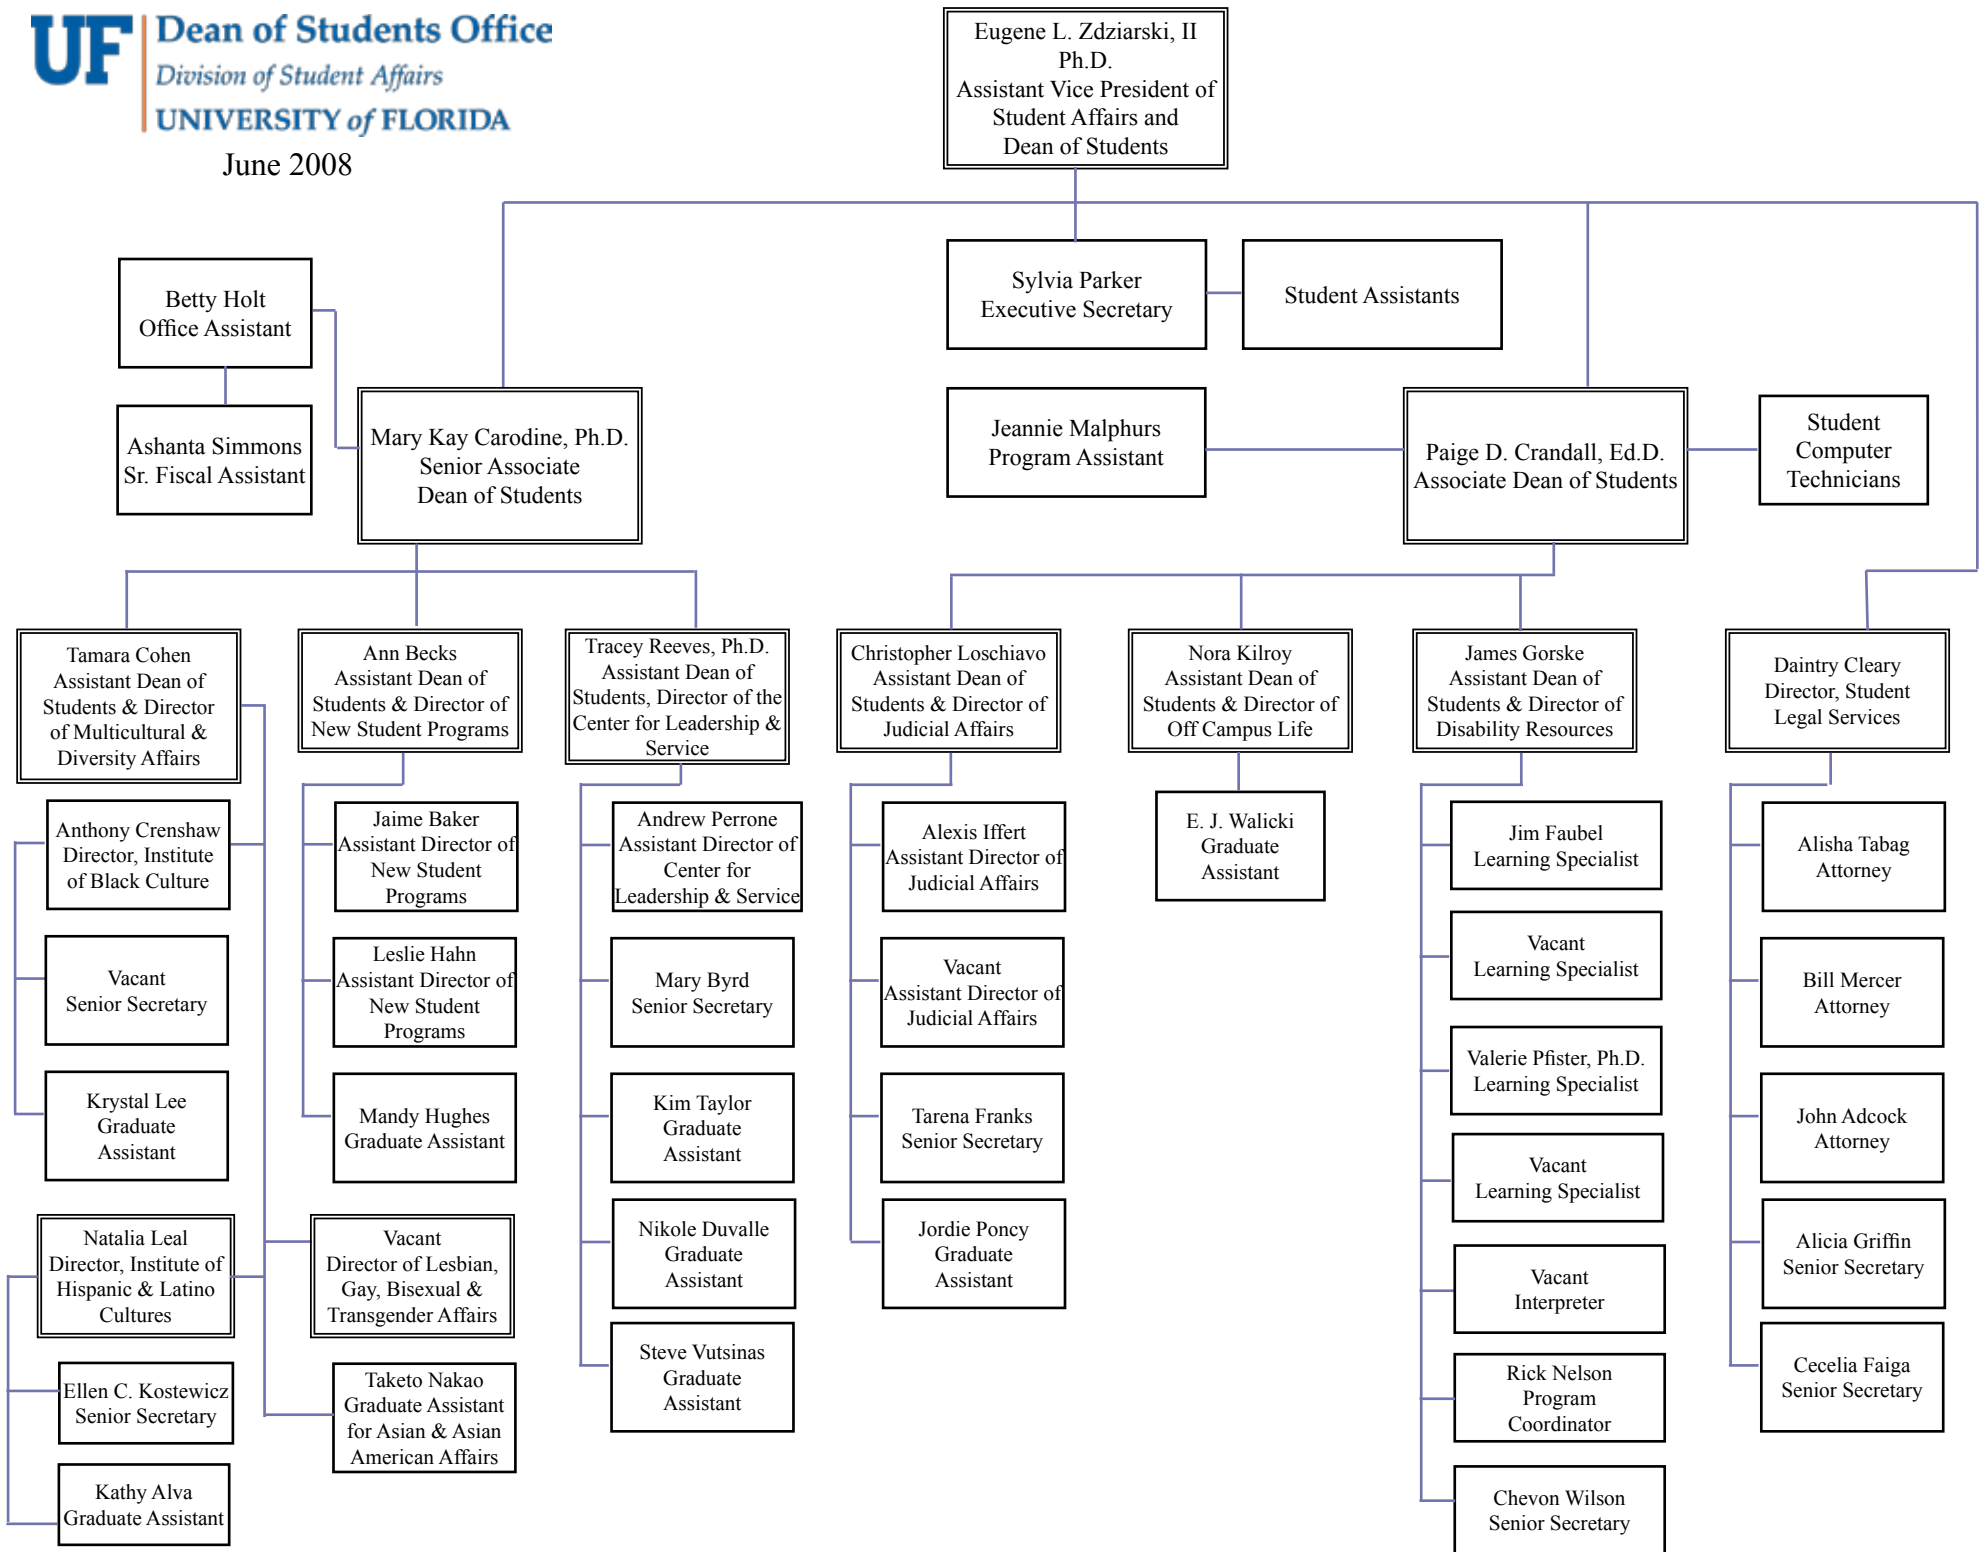 UF
Dean of Students Office
Division of Student Affairs
UNIVERSITY of FLORIDA
June 2008
Eugene L. Zdziarski, II
Ph.D.
Assistant Vice President of
Student Affairs and
Dean of Students
Sylvia Parker
Executive Secretary
Student Assistants
Betty Holt
Office Assistant
Ashanta Simmons
Sr. Fiscal Assistant
Mary Kay Carodine, Ph.D.
Senior Associate
Dean of Students
Jeannie Malphurs
Program Assistant
Paige D. Crandall, Ed.D.
Associate Dean of Students
Student
Computer
Technicians
Tamara Cohen
Assistant Dean of
Students & Director
of Multicultural &
Diversity Affairs
Ann Becks
Assistant Dean of
Students & Director of
New Student Programs
Tracey Reeves, Ph.D.
Assistant Dean of
Students, Director of the
Center for Leadership &
Service
Christopher Loschiavo
Assistant Dean of
Students & Director of
Judicial Affairs
Nora Kilroy
Assistant Dean of
Students & Director of
Off Campus Life
James Gorske
Assistant Dean of
Students & Director of
Disability Resources
Daintry Cleary
Director, Student
Legal Services
Anthony Crenshaw
Director, Institute
of Black Culture
Vacant
Senior Secretary
Krystal Lee
Graduate
Assistant
Natalia Leal
Director, Institute of
Hispanic & Latino
Cultures
Ellen C. Kostewicz
Senior Secretary
Kathy Alva
Graduate Assistant
Jaime Baker
Assistant Director of
New Student
Programs
Leslie Hahn
Assistant Director of
New Student
Programs
Mandy Hughes
Graduate Assistant
Vacant
Director of Lesbian,
Gay, Bisexual &
Transgender Affairs
Taketo Nakao
Graduate Assistant
for Asian & Asian
American Affairs
Andrew Perrone
Assistant Director of
Center for
Leadership & Service
Mary Byrd
Senior Secretary
Kim Taylor
Graduate
Assistant
Nikole Duvalle
Graduate
Assistant
Steve Vutsinas
Graduate
Assistant
Alexis Iffert
Assistant Director of
Judicial Affairs
Vacant
Assistant Director of
Judicial Affairs
Tarena Franks
Senior Secretary
Jordie Poncy
Graduate
Assistant
E. J. Walicki
Graduate
Assistant
Jim Faubel
Learning Specialist
Vacant
Learning Specialist
Valerie Pfister, Ph.D.
Learning Specialist
Vacant
Learning Specialist
Vacant
Interpreter
Rick Nelson
Program
Coordinator
Chevon Wilson
Senior Secretary
Alisha Tabag
Attorney
Bill Mercer
Attorney
John Adcock
Attorney
Alicia Griffin
Senior Secretary
Cecelia Faiga
Senior Secretary